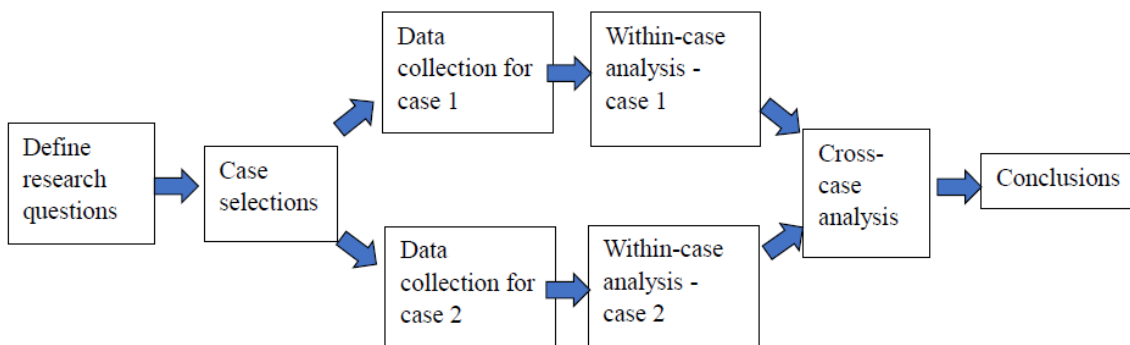 Define
research
questions
Case
selections
Data
collection for
case 1
Within-case
analysis -
case 1
Data
collection for
case 2
Within-case
analysis -
case 2
Cross-
case
analysis
Conclusions